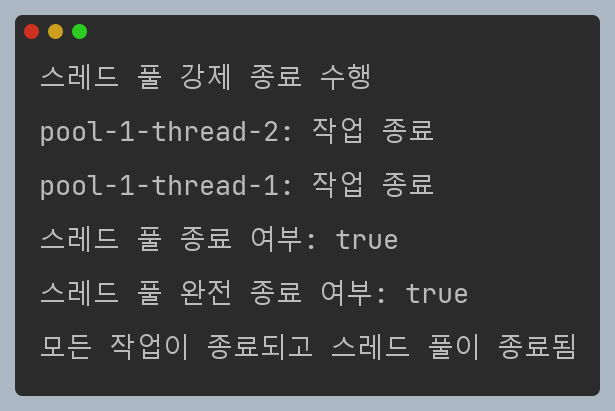 스레드 풀 강제 종료 수행
pool-1-thread-2: 작업 종료
pool-1-thread-1: 작업 종료
스레드 풀 종료 여부: true
스레드 풀 완전 종료 여부: true
모든 작업이 종료되고 스레드 풀이 종료됨